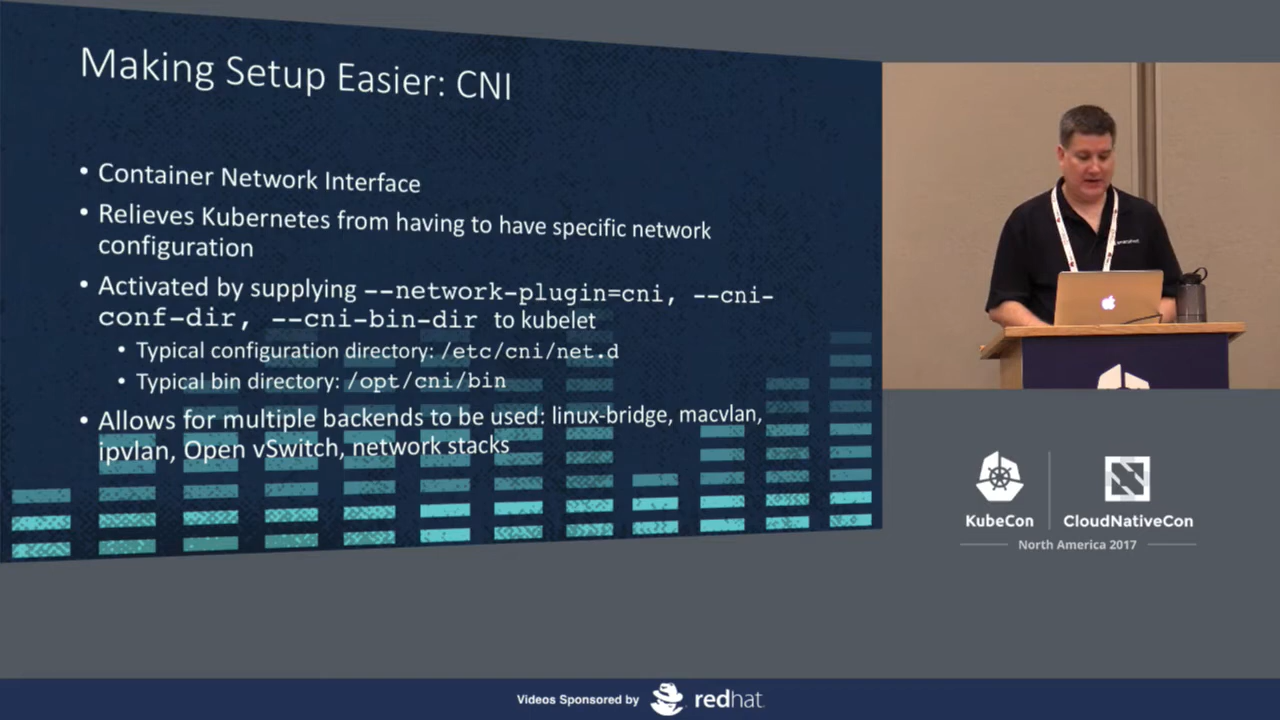 Making Setup Easier: CNI
• Container Network Interface
• Relieves Kubernetes from having to have specific network
configuration
• Activated by supplying --network-plugin=cni, --cni-
conf-dir, --cni-bin-dir to kubelet
• Typical configuration directory: /etc/cni/net.d
• Typical bin directory: /opt/cni/bin
• Allows for multiple backends to be used: linux-bridge, macvlan,
ipvlan, Open vSwitch, network stacks
KubeCon
CloudNativeCon
North America 2017
Videos Sponsored by
redhat